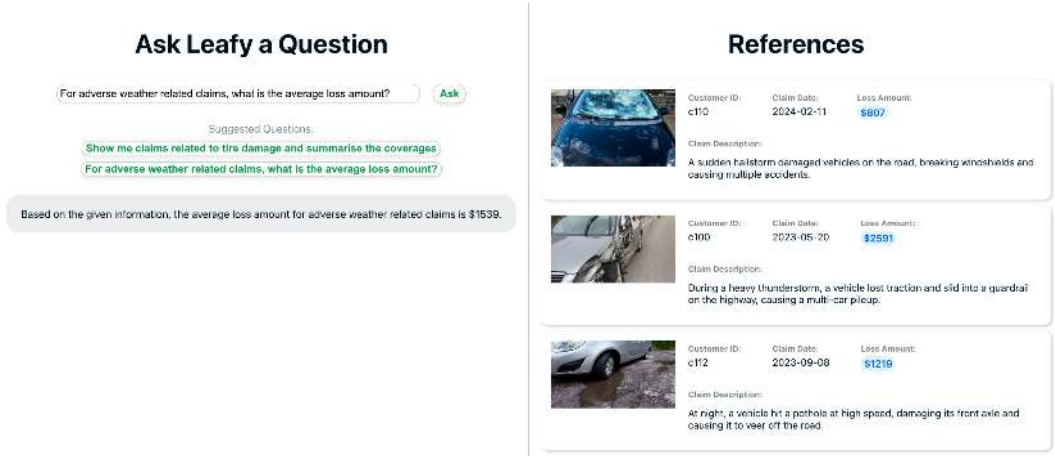 Ask Leafy a Question
For adverse weather related claims, what is the average loss amount?
Ask
Suggested Questions:
Show me claims related to tire damage and summarise the coverages
For adverse weather related claims, what is the average loss amount?
Based on the given information, the average loss amount for adverse weather related claims is $1539.
References
Customer ID: Claim Date: Loss Amount:
c110 2024-02-11 $807
Claim Description:
A sudden hailstorm damaged vehicles on the road, breaking windshields and
causing multiple accidents.
Customer ID: Claim Date: Loss Amount:
c100 2023-05-20 $2591
Claim Description:
During a heavy thunderstorm, a vehicle lost traction and slid into a guardrail
on the highway, causing a multi-car pileup.
Customer ID: Claim Date: Loss Amount:
c112 2023-09-08 $1219
Claim Description:
At night, a vehicle hit a pothole at high speed, damaging its front axle and
causing it to veer off the road.